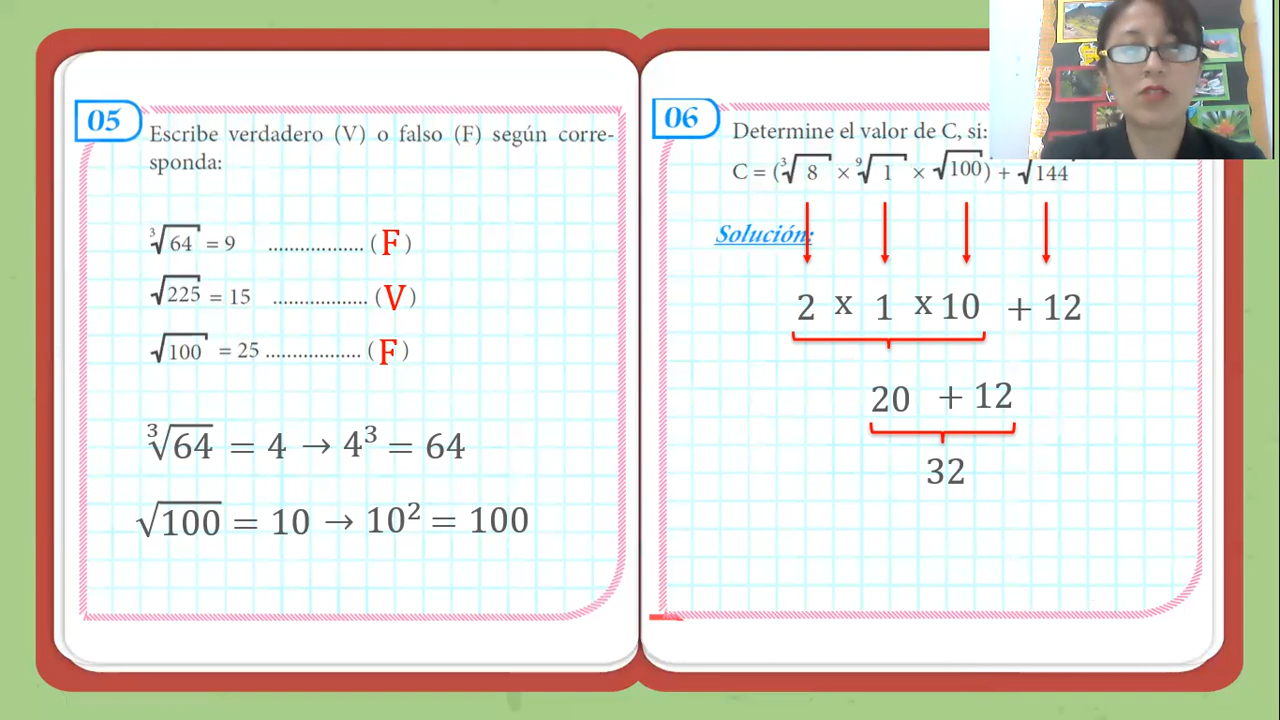 05
Escribe verdadero (V) o falso (F) según corre-
sponda:
∛64 = 9 .................. (F)
√225 = 15 .................. (V)
√100 = 25 .................. (F)
∛64 = 4 → 4³ = 64
√100 = 10 → 10² = 100
06
Determine el valor de C, si:
C = (∛8 × ⁹√1 × √100) + √144
Solución:
2 x 1 x 10 + 12
20 + 12
32